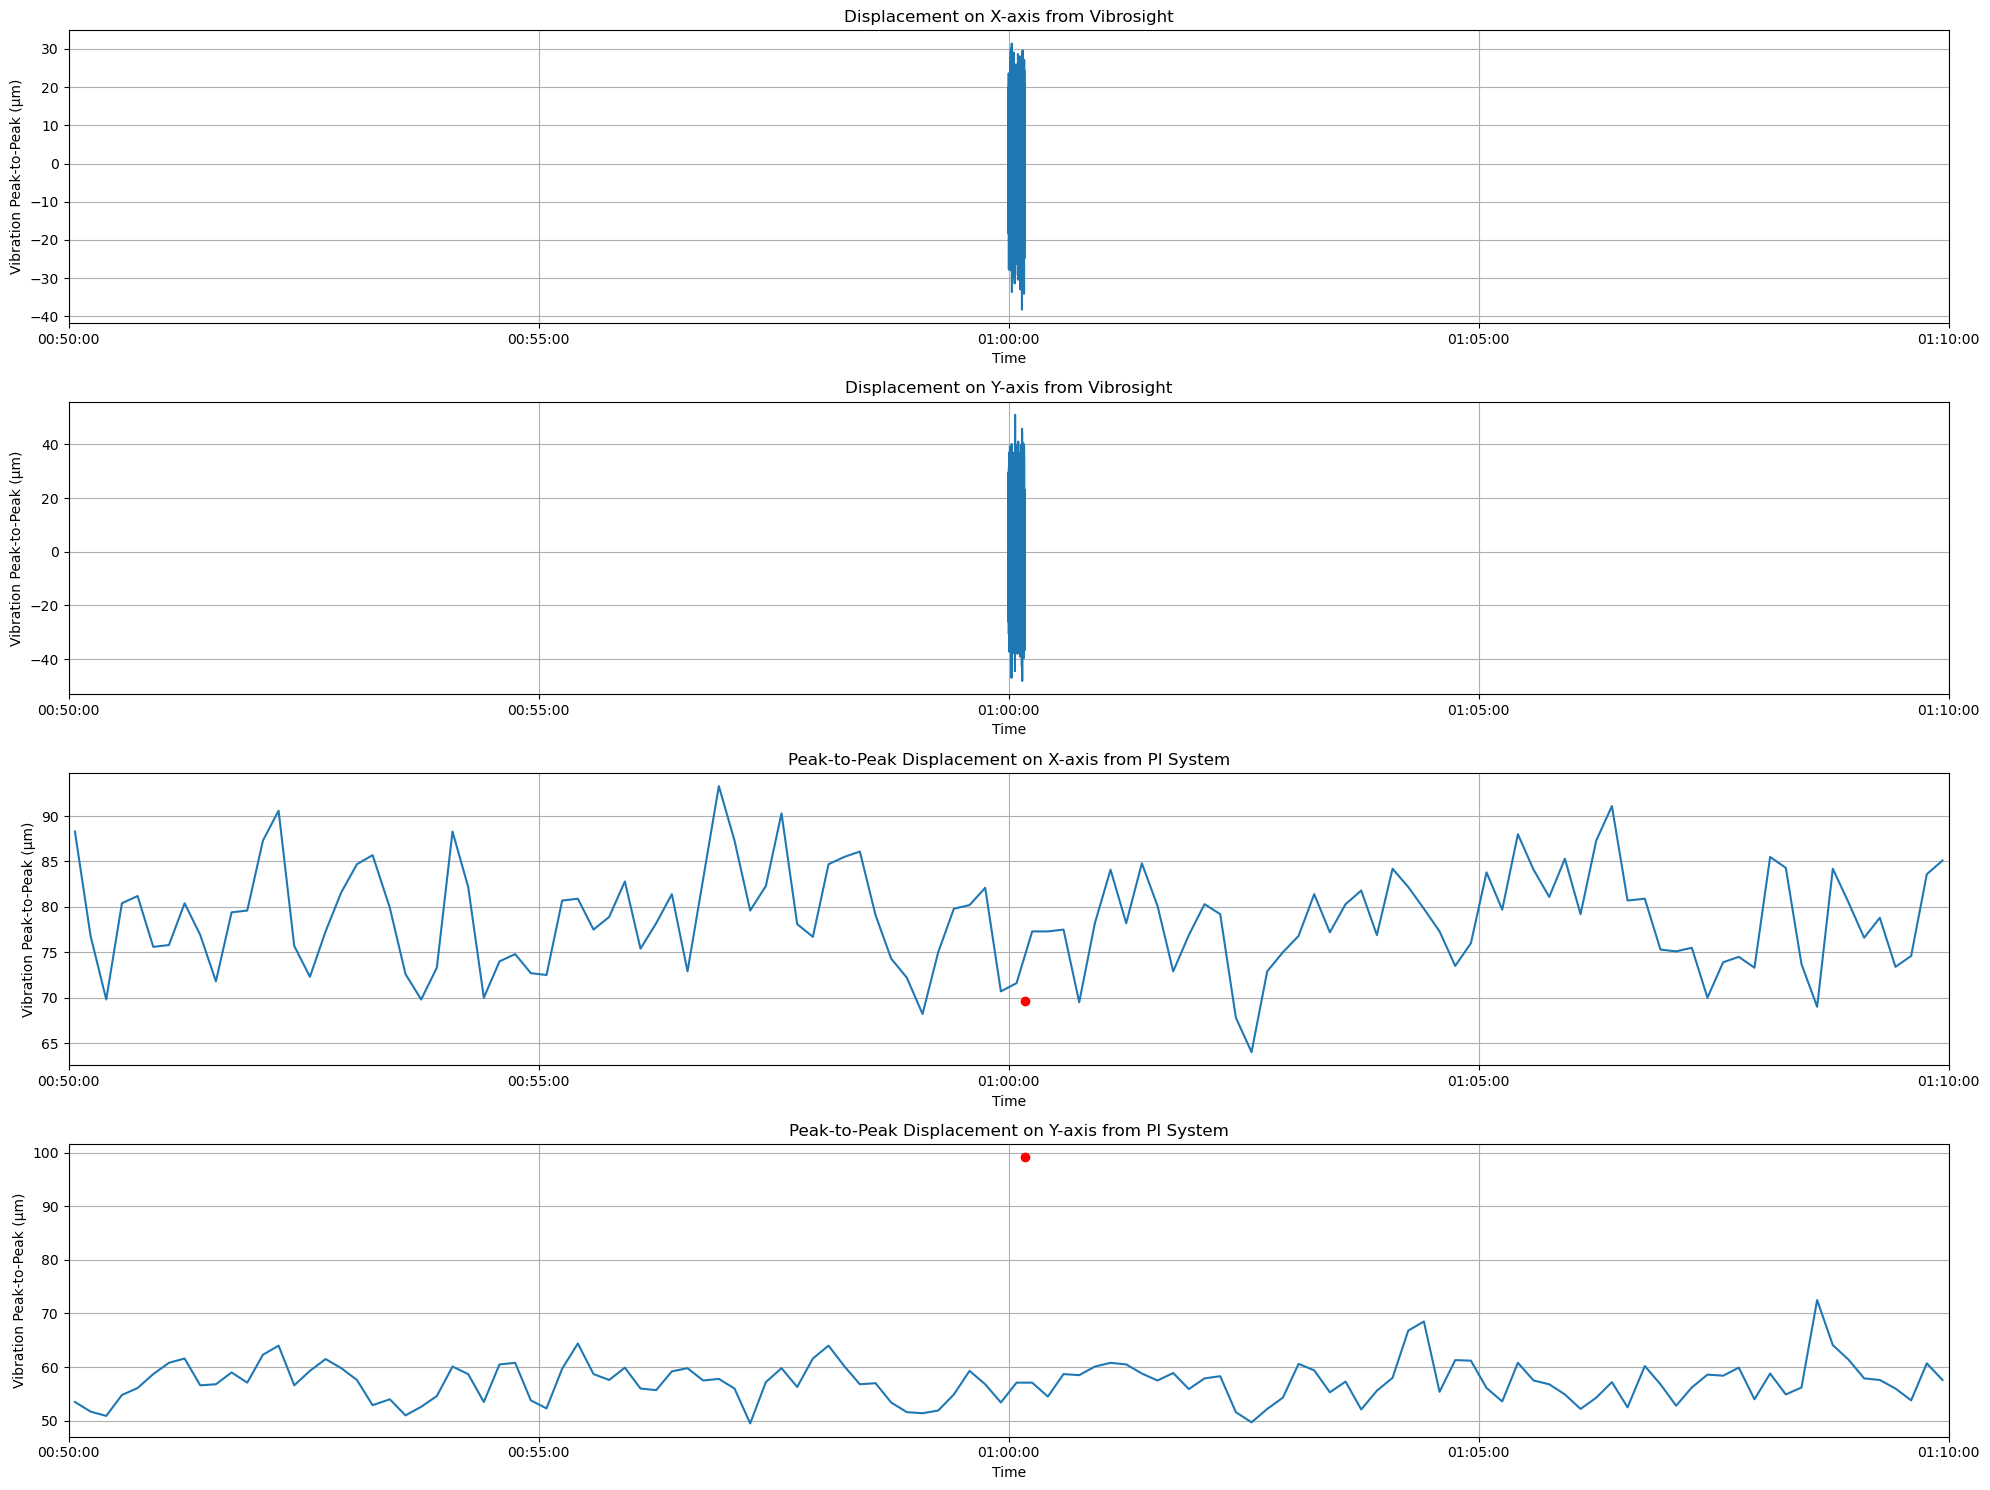 Displacement on X-axis from Vibrosight
Vibration Peak-to-Peak (μm)
30
20
10
0
−10
−20
−30
−40
00:50:00 00:55:00 01:00:00 01:05:00 01:10:00
Time
Displacement on Y-axis from Vibrosight
Vibration Peak-to-Peak (μm)
40
20
0
−20
−40
00:50:00 00:55:00 01:00:00 01:05:00 01:10:00
Time
Peak-to-Peak Displacement on X-axis from PI System
Vibration Peak-to-Peak (μm)
90
85
80
75
70
65
00:50:00 00:55:00 01:00:00 01:05:00 01:10:00
Time
Peak-to-Peak Displacement on Y-axis from PI System
Vibration Peak-to-Peak (μm)
100
90
80
70
60
50
00:50:00 00:55:00 01:00:00 01:05:00 01:10:00
Time